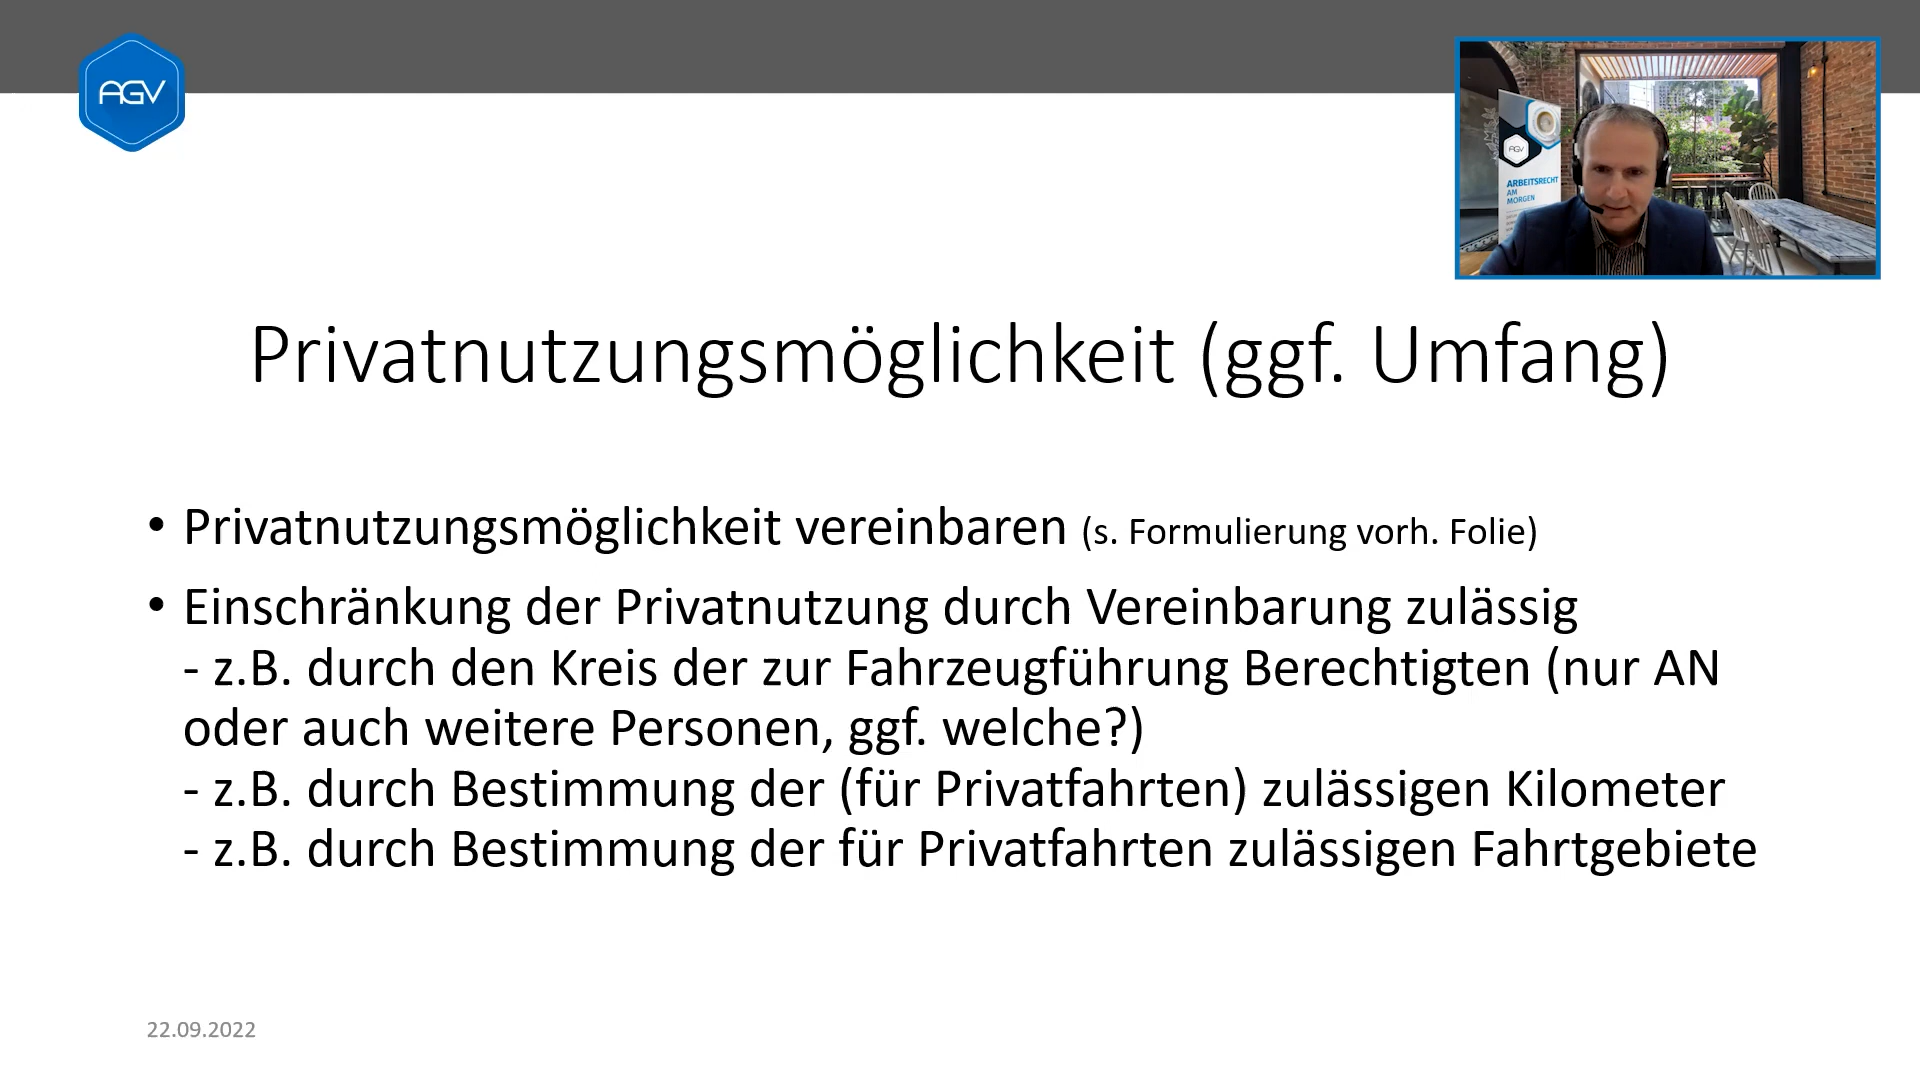 AGV
AGV
ARBEITSRECHT
AM
MORGEN
Privatnutzungsmöglichkeit (ggf. Umfang)
• Privatnutzungsmöglichkeit vereinbaren (s. Formulierung vorh. Folie)
• Einschränkung der Privatnutzung durch Vereinbarung zulässig
- z.B. durch den Kreis der zur Fahrzeugführung Berechtigten (nur AN
oder auch weitere Personen, ggf. welche?)
- z.B. durch Bestimmung der (für Privatfahrten) zulässigen Kilometer
- z.B. durch Bestimmung der für Privatfahrten zulässigen Fahrtgebiete
22.09.2022